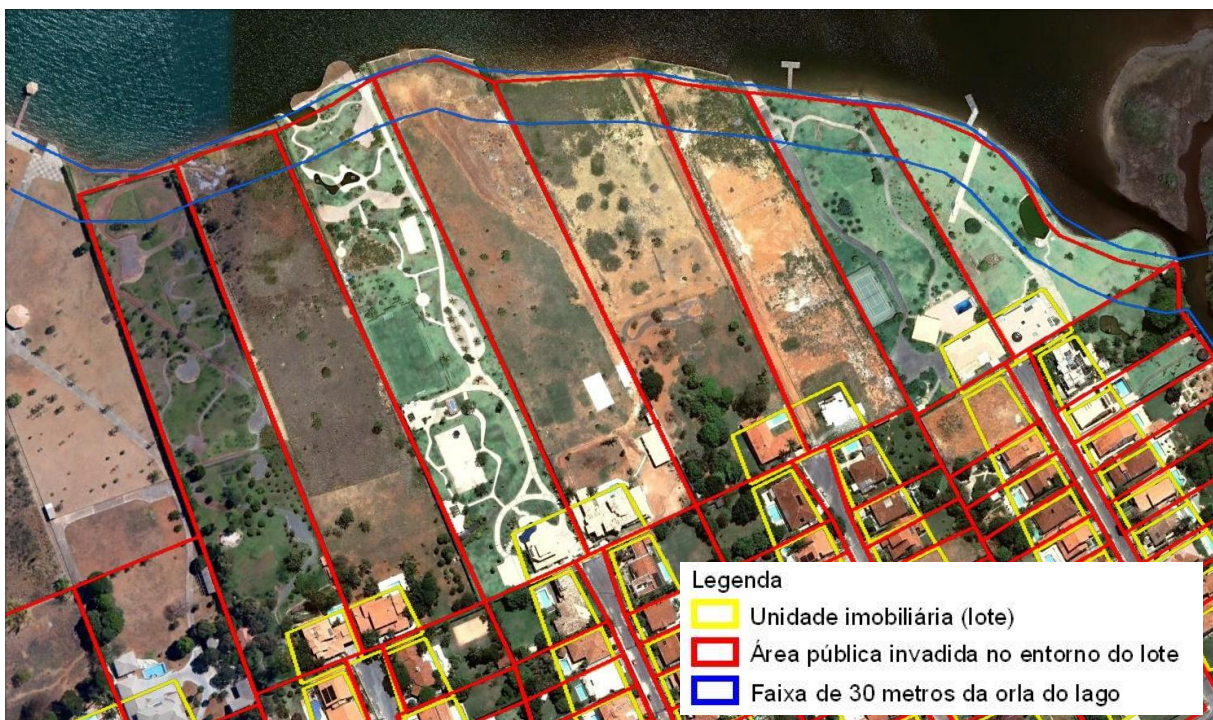 Legenda
Unidade imobiliária (lote)
Área pública invadida no entorno do lote
Faixa de 30 metros da orla do lago